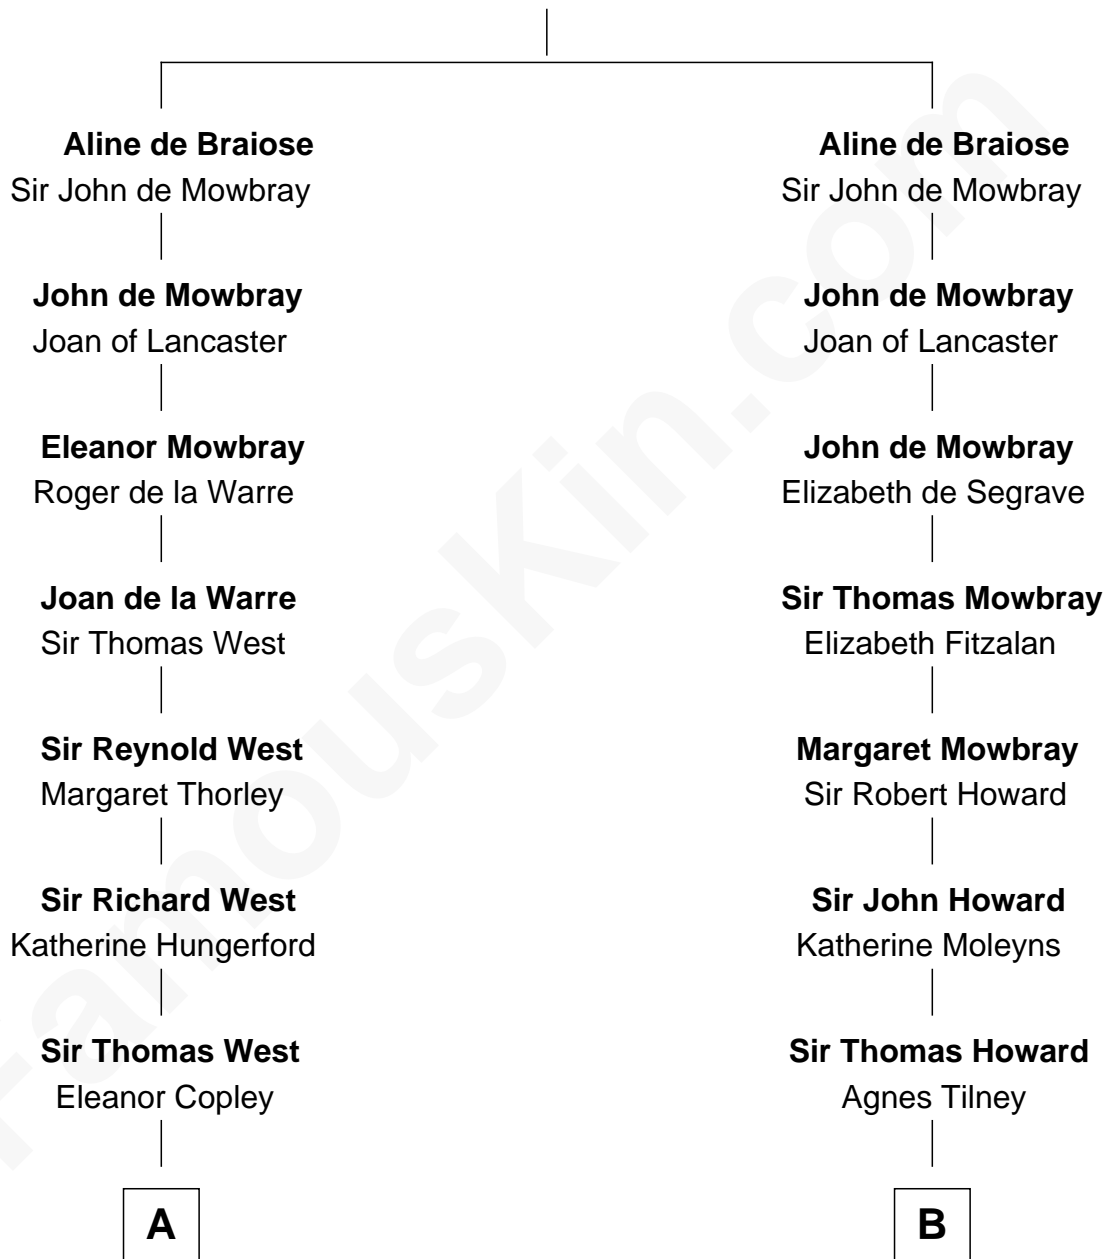 Aline de Braiose
Sir John de Mowbray
John de Mowbray
Joan of Lancaster
Eleanor Mowbray
Roger de la Warre
Joan de la Warre
Sir Thomas West
Sir Reynold West
Margaret Thorley
Sir Richard West
Katherine Hungerford
Sir Thomas West
Eleanor Copley
A
Aline de Braiose
Sir John de Mowbray
John de Mowbray
Joan of Lancaster
John de Mowbray
Elizabeth de Segrave
Sir Thomas Mowbray
Elizabeth Fitzalan
Margaret Mowbray
Sir Robert Howard
Sir John Howard
Katherine Moleyns
Sir Thomas Howard
Agnes Tilney
B
FamousKin.com